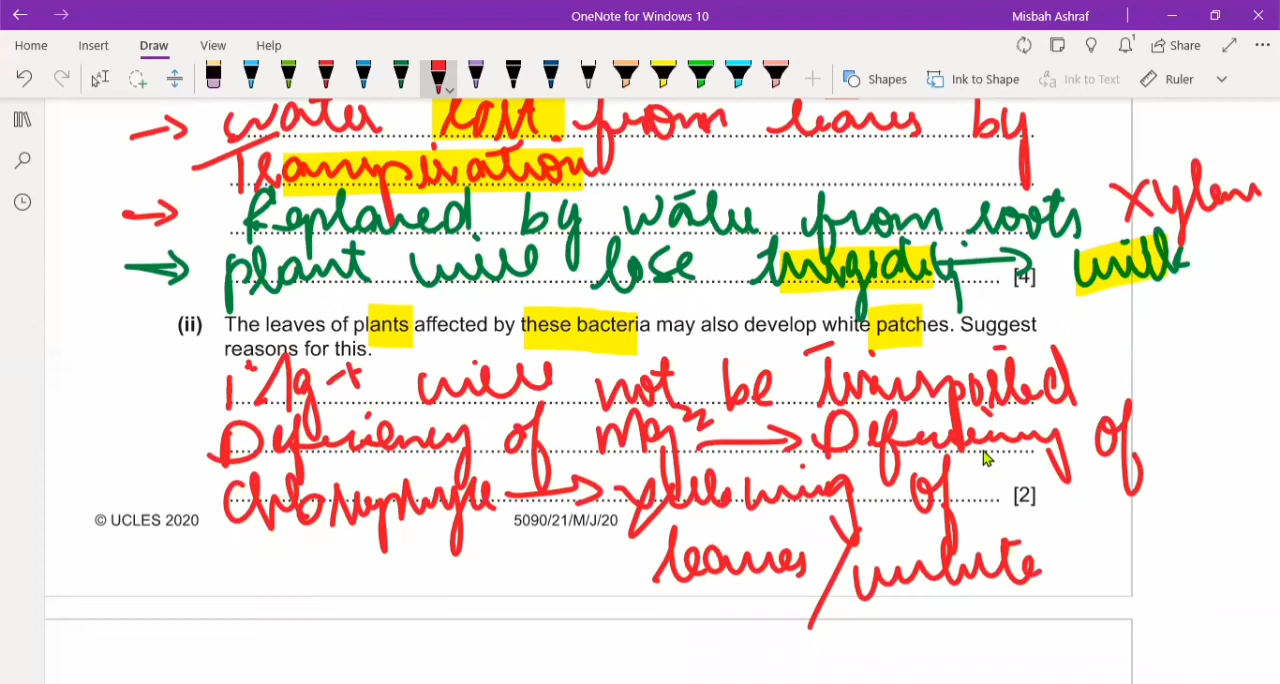 OneNote for Windows 10
Misbah Ashraf
Home Insert Draw View Help
Share
Shapes Ink to Shape Ink to Text Ruler
water lost from leaves by
Transpiration
Replaced by water from roots xylem
plant will lose turgidity → wilt
[4]
(ii) The leaves of plants affected by these bacteria may also develop white patches. Suggest
reasons for this.
Mg+ will not be Transported
Deficiency of Mg → Deficiency of
chlorophyll → yellowing of
[2]
© UCLES 2020 5090/21/M/J/20
leaves / white